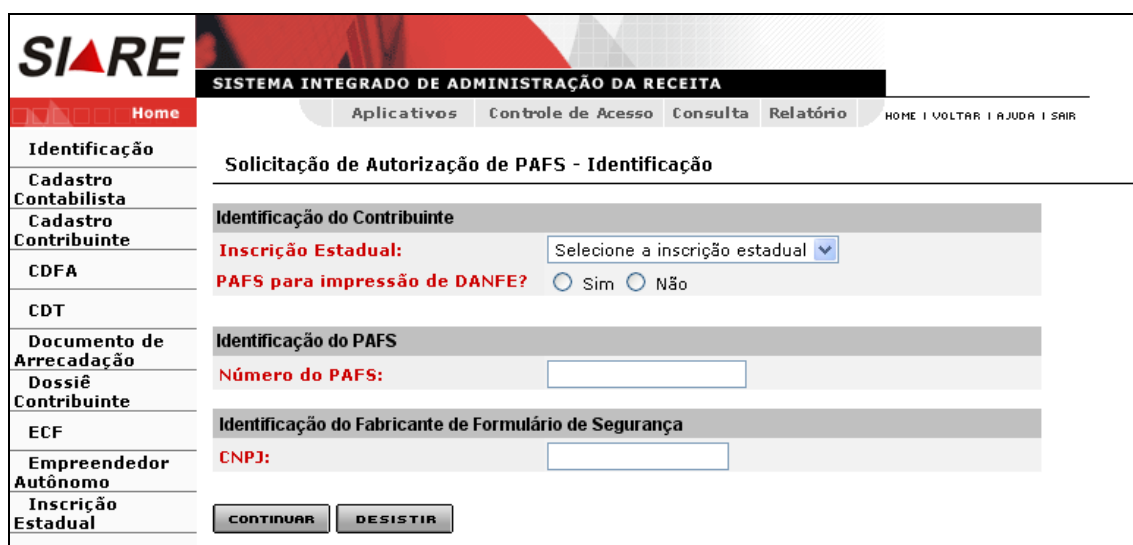 SIARE
SISTEMA INTEGRADO DE ADMINISTRAÇÃO DA RECEITA
Home
Aplicativos Controle de Acesso Consulta Relatório
HOME | VOLTAR | AJUDA | SAIR
Identificação
Cadastro
Contabilista
Cadastro
Contribuinte
CDFA
CDT
Documento de
Arrecadação
Dossiê
Contribuinte
ECF
Empreendedor
Autônomo
Inscrição
Estadual
Solicitação de Autorização de PAFS - Identificação
Identificação do Contribuinte
Inscrição Estadual: Selecione a inscrição estadual
PAFS para impressão de DANFE? Sim Não
Identificação do PAFS
Número do PAFS:
Identificação do Fabricante de Formulário de Segurança
CNPJ:
CONTINUAR DESISTIR